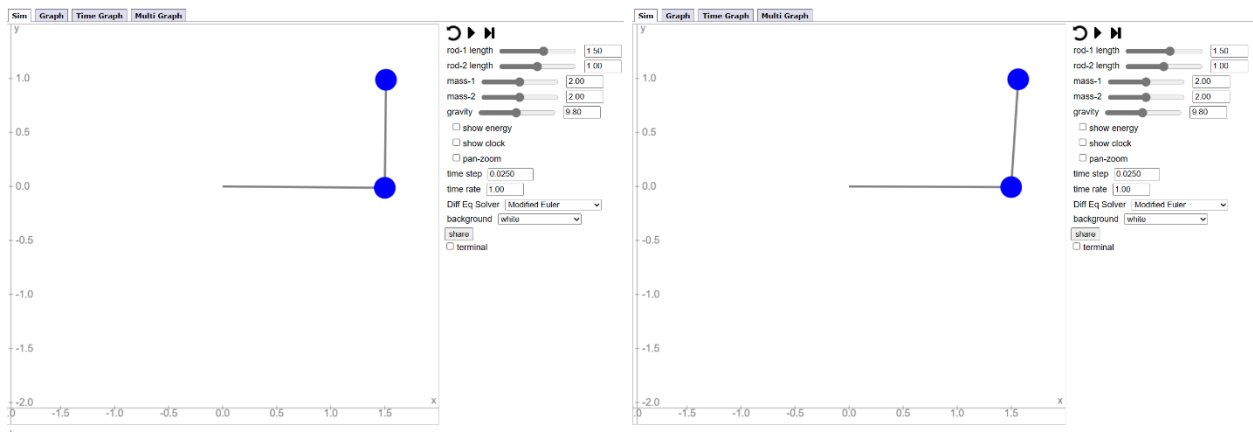 Sim Graph Time Graph Multi Graph
y
1.0
0.5
0.0
-0.5
-1.0
-1.5
-2.0
.0 -1.5 -1.0 -0.5 0.0 0.5 1.0 1.5
x
rod-1 length 1.50
rod-2 length 1.00
mass-1 2.00
mass-2 2.00
gravity 9.80
show energy
show clock
pan-zoom
time step 0.0250
time rate 1.00
Diff Eq Solver Modified Euler
background white
share
terminal
Sim Graph Time Graph Multi Graph
y
1.0
0.5
0.0
-0.5
-1.0
-1.5
-2.0
.0 -1.5 -1.0 -0.5 0.0 0.5 1.0 1.5
x
rod-1 length 1.50
rod-2 length 1.00
mass-1 2.00
mass-2 2.00
gravity 9.80
show energy
show clock
pan-zoom
time step 0.0250
time rate 1.00
Diff Eq Solver Modified Euler
background white
share
terminal